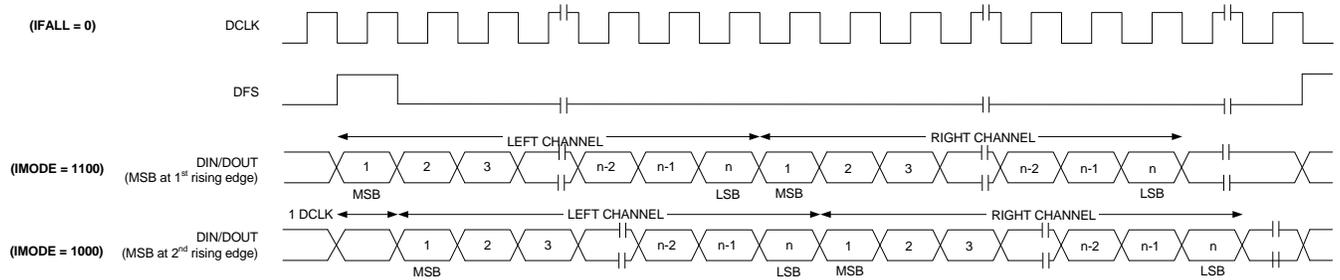 (IFALL = 0) DCLK
DFS
LEFT CHANNEL RIGHT CHANNEL
(IMODE = 1100) DIN/DOUT 1 2 3 n-2 n-1 n 1 2 3 n-2 n-1 n
(MSB at 1st rising edge)
MSB LSB MSB LSB
1 DCLK LEFT CHANNEL RIGHT CHANNEL
(IMODE = 1000) DIN/DOUT 1 2 3 n-2 n-1 n 1 2 3 n-2 n-1 n
(MSB at 2nd rising edge)
MSB LSB MSB LSB